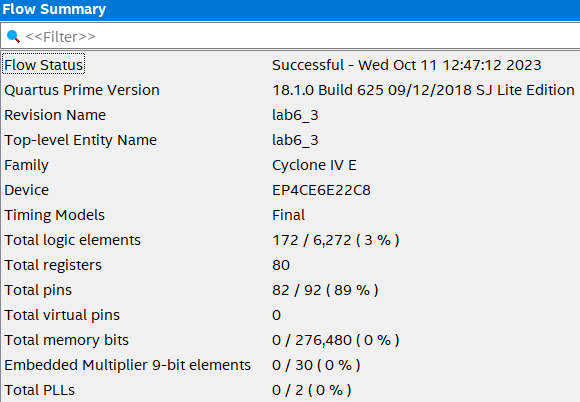 Flow Summary
<<Filter>>
Flow Status Successful - Wed Oct 11 12:47:12 2023
Quartus Prime Version 18.1.0 Build 625 09/12/2018 SJ Lite Edition
Revision Name lab6_3
Top-level Entity Name lab6_3
Family Cyclone IV E
Device EP4CE6E22C8
Timing Models Final
Total logic elements 172 / 6,272 ( 3 % )
Total registers 80
Total pins 82 / 92 ( 89 % )
Total virtual pins 0
Total memory bits 0 / 276,480 ( 0 % )
Embedded Multiplier 9-bit elements 0 / 30 ( 0 % )
Total PLLs 0 / 2 ( 0 % )